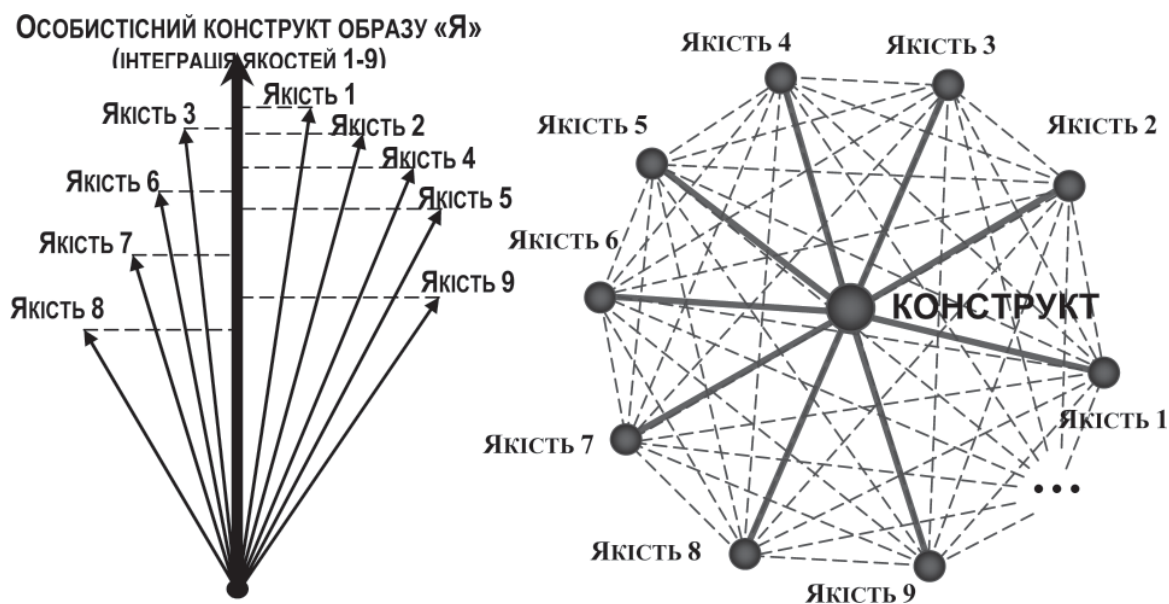 ОСОБИСТІСНИЙ КОНСТРУКТ ОБРАЗУ «Я»
(ІНТЕГРАЦІЯ ЯКОСТЕЙ 1-9)
ЯКІСТЬ 1
ЯКІСТЬ 3
ЯКІСТЬ 2
ЯКІСТЬ 4
ЯКІСТЬ 6
ЯКІСТЬ 5
ЯКІСТЬ 7
ЯКІСТЬ 9
ЯКІСТЬ 8
ЯКІСТЬ 4
ЯКІСТЬ 3
ЯКІСТЬ 5
ЯКІСТЬ 2
ЯКІСТЬ 6
КОНСТРУКТ
ЯКІСТЬ 1
ЯКІСТЬ 7
...
ЯКІСТЬ 8
ЯКІСТЬ 9